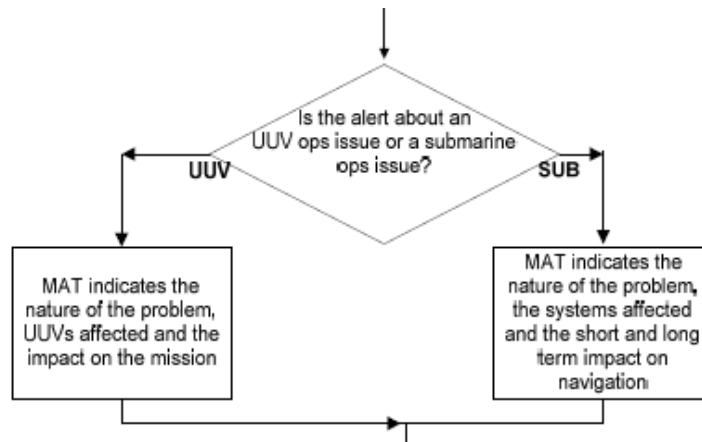 Is the alert about an
UUV ops issue or a submarine
ops issue?
UUV
SUB
MAT indicates the
nature of the problem,
UUVs affected and the
impact on the mission
MAT indicates the
nature of the problem,
the systems affected
and the short and long
term impact on
navigation